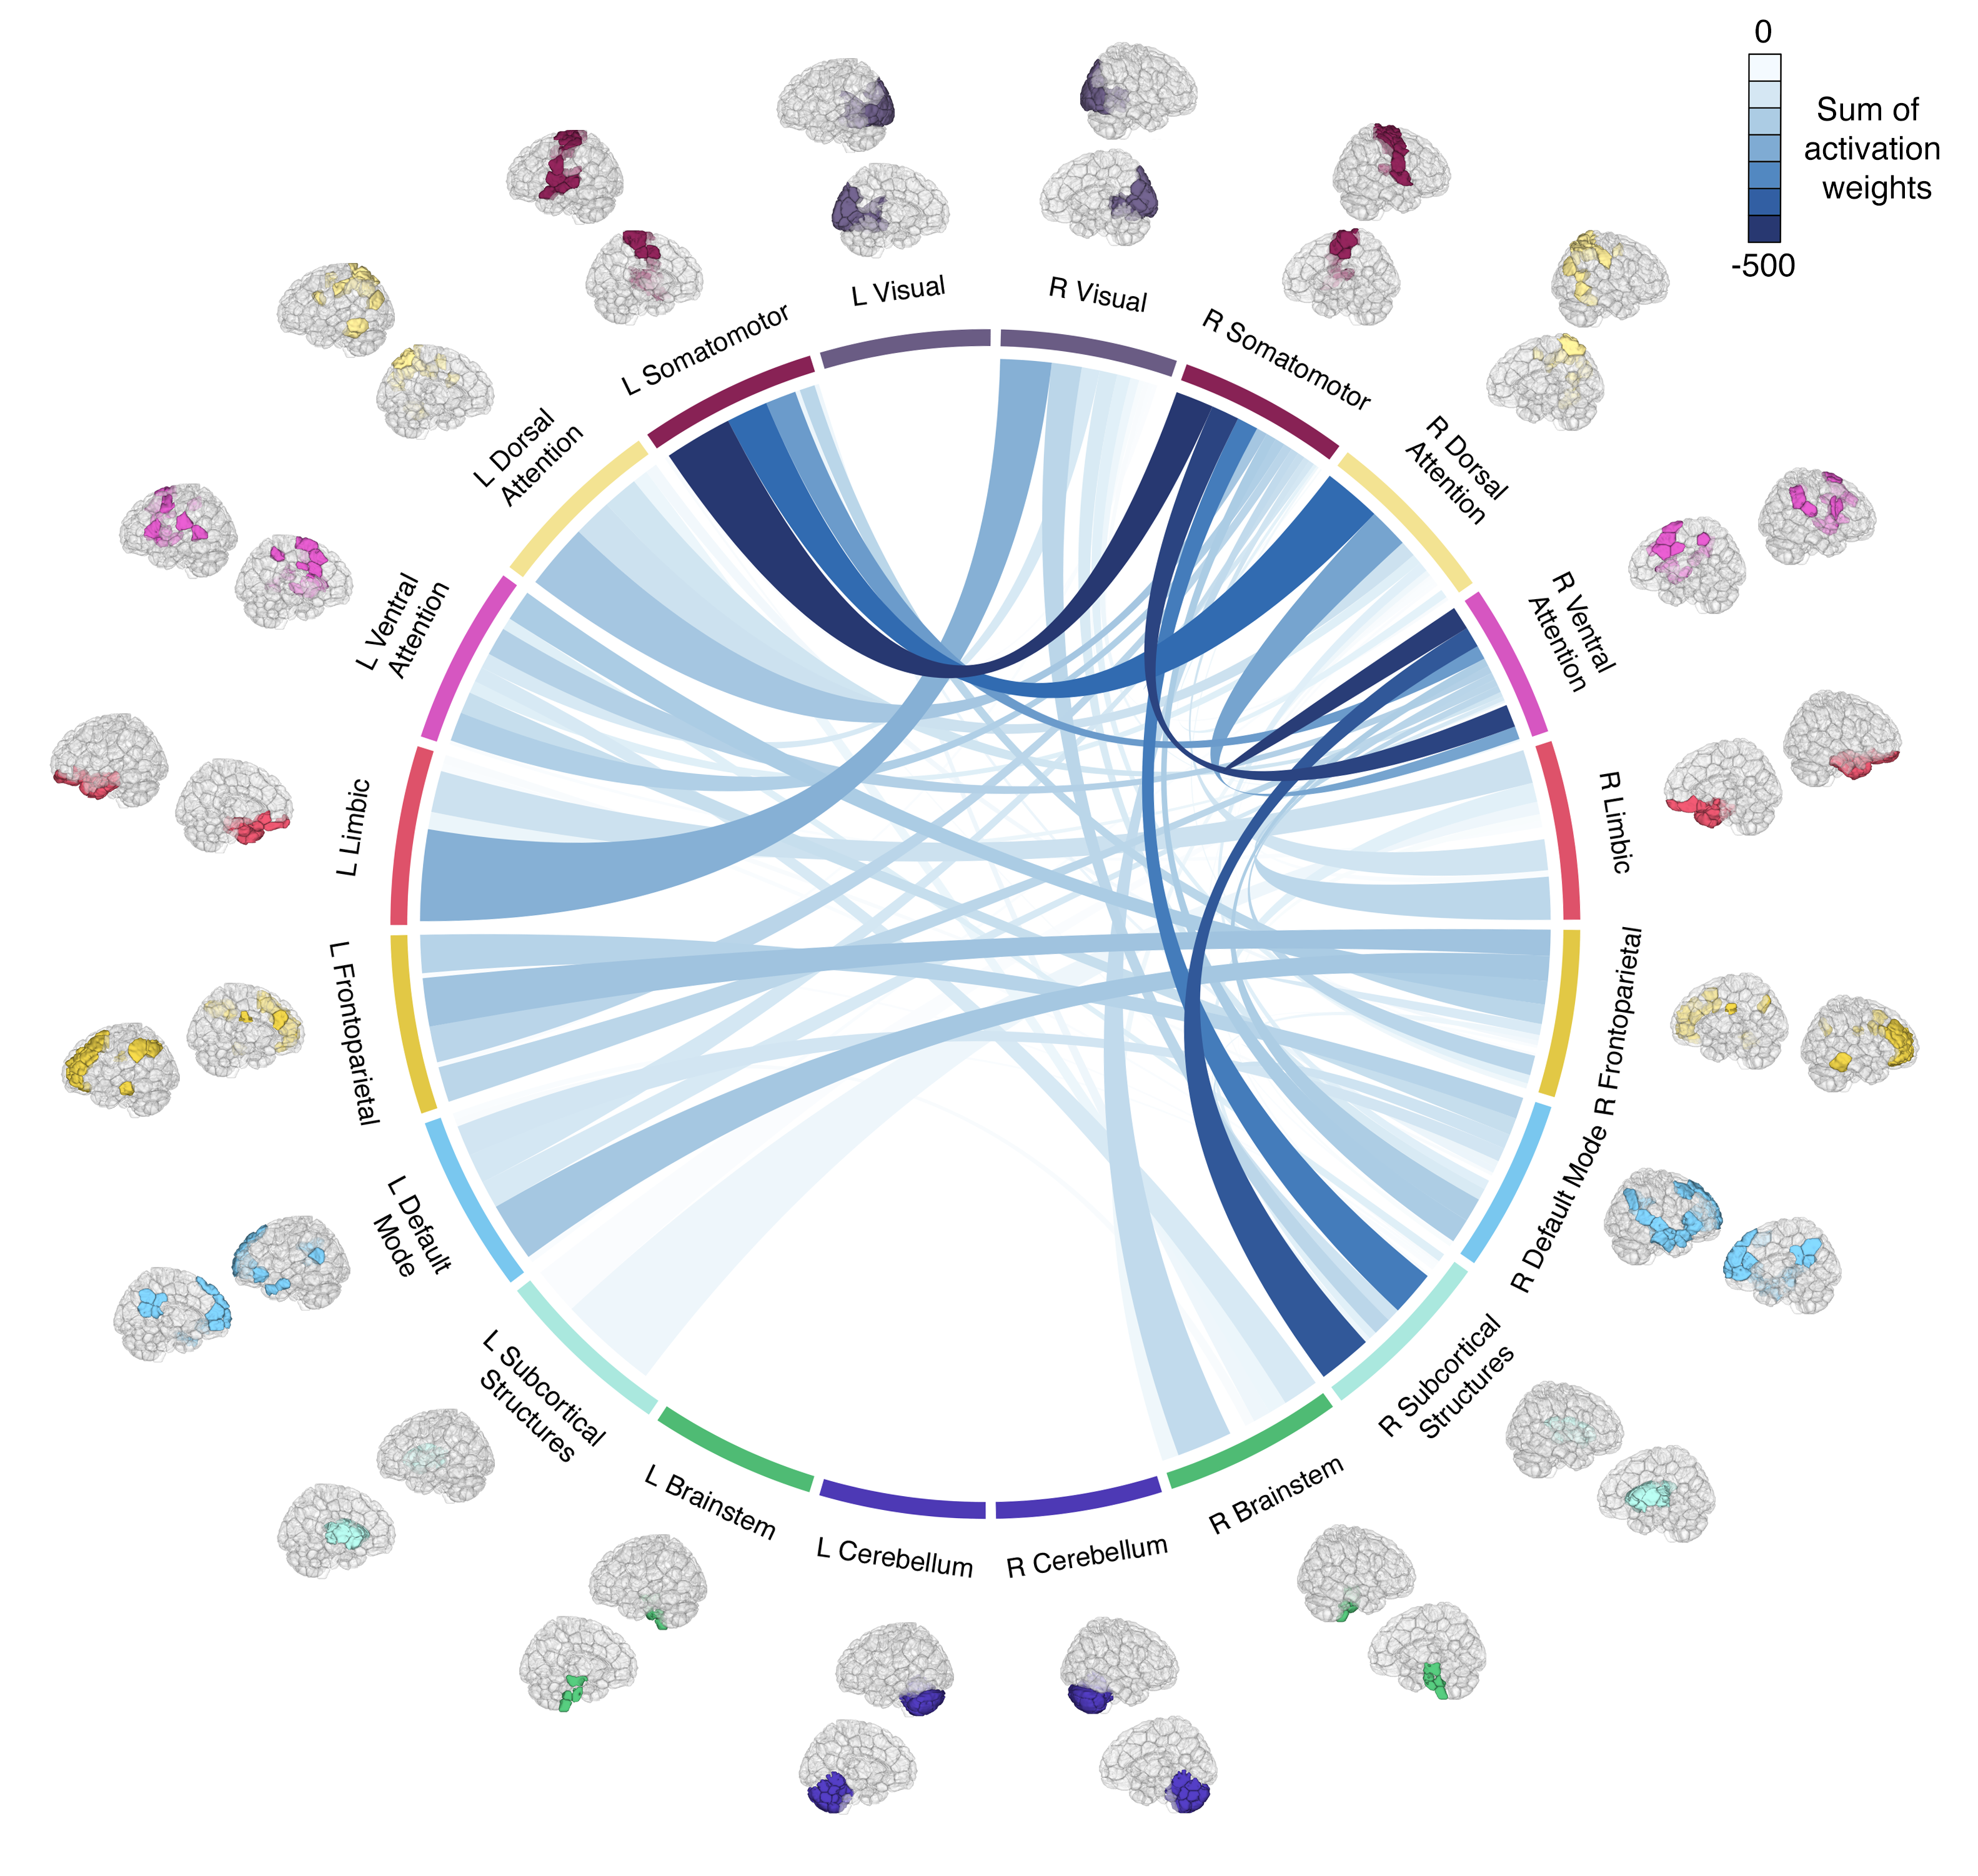 0
Sum of
activation
weights
-500
L Visual
R Visual
L Somatomotor
R Somatomotor
L Dorsal
Attention
R Dorsal
Attention
L Ventral
Attention
R Ventral
Attention
L Limbic
R Limbic
L Frontoparietal
R Frontoparietal
L Default
Mode
R Default Mode
L Subcortical
Structures
R Subcortical
Structures
L Brainstem
R Brainstem
L Cerebellum
R Cerebellum